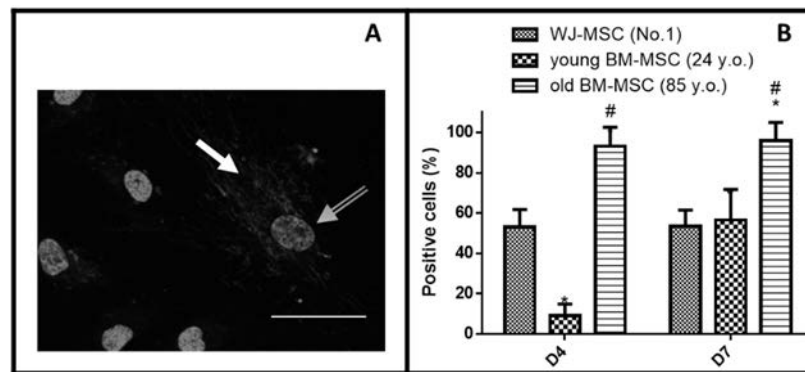 A
B
WJ-MSC (No.1)
young BM-MSC (24 y.o.)
old BM-MSC (85 y.o.)
Positive cells (%)
100
80
60
40
20
0
*
#
#
*
D4
D7